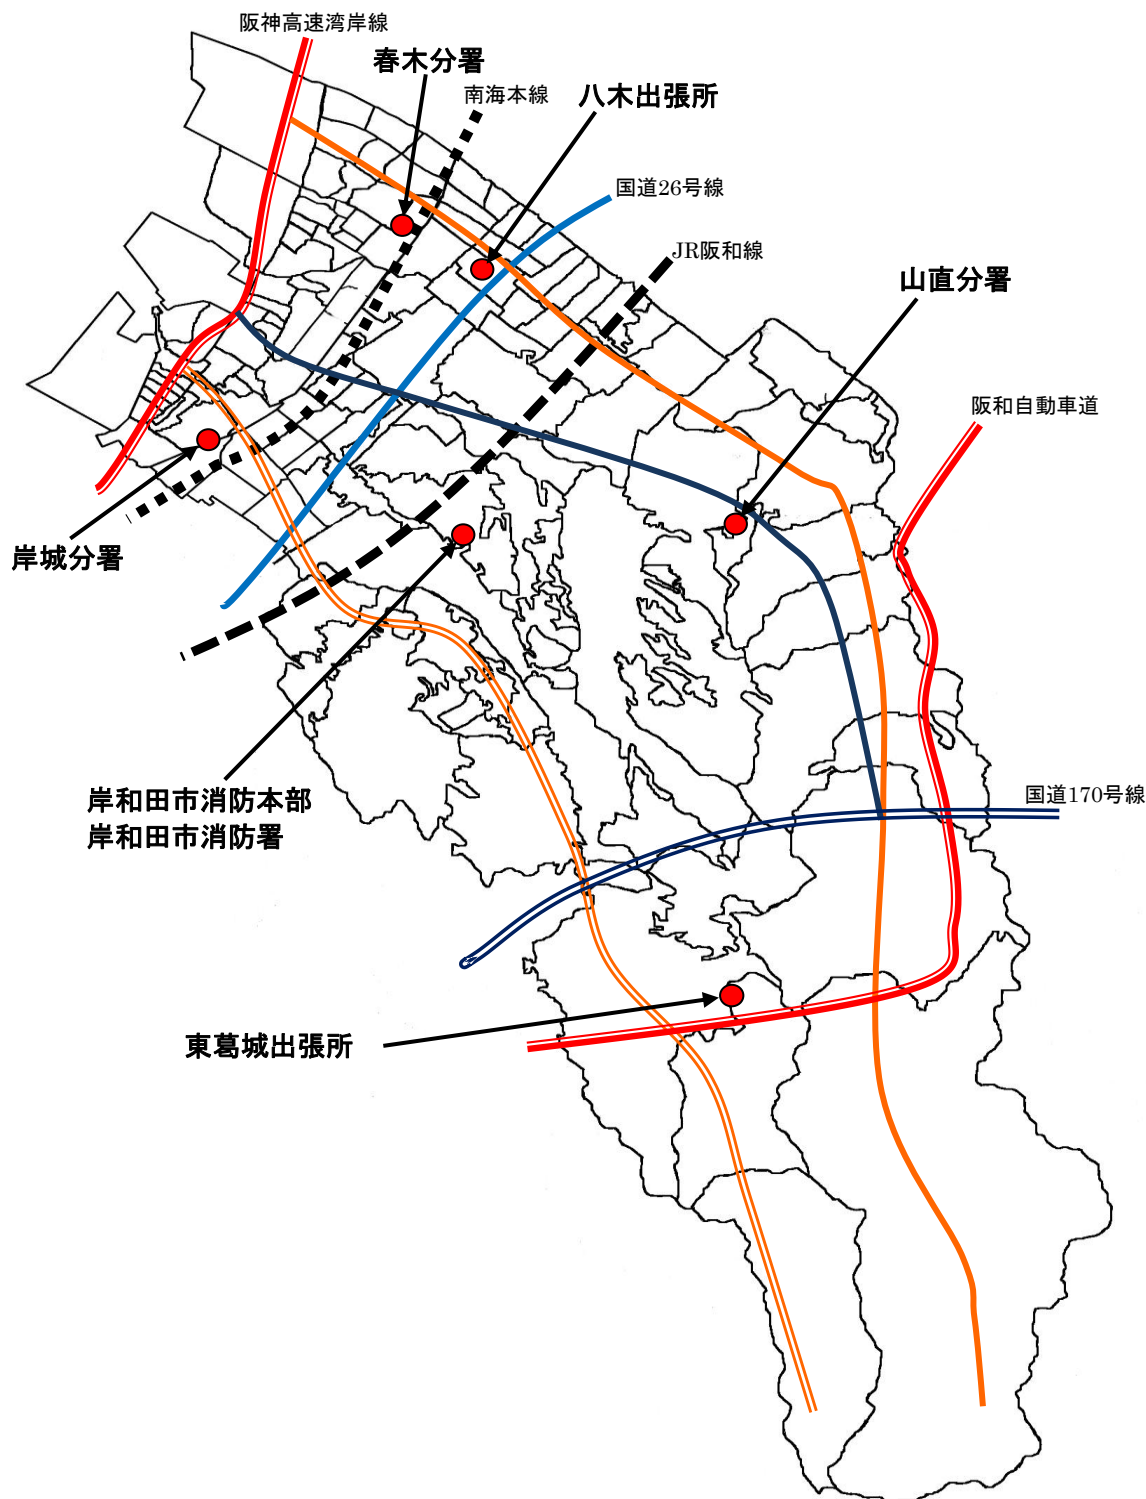 阪神高速湾岸線
春木分署
南海本線
八木出張所
国道26号線
JR阪和線
山直分署
阪和自動車道
岸城分署
岸和田市消防本部
岸和田市消防署
国道170号線
東葛城出張所